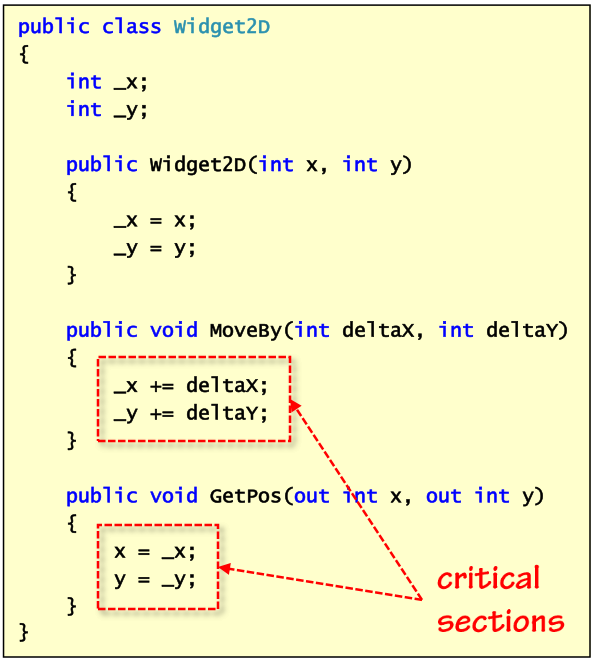 public class Widget2D
{
    int _x;
    int _y;

    public Widget2D(int x, int y)
    {
        _x = x;
        _y = y;
    }

    public void MoveBy(int deltaX, int deltaY)
    {
        _x += deltaX;
        _y += deltaY;
    }

    public void GetPos(out int x, out int y)
    {
        x = _x;
        y = _y;
    }
}
critical
sections